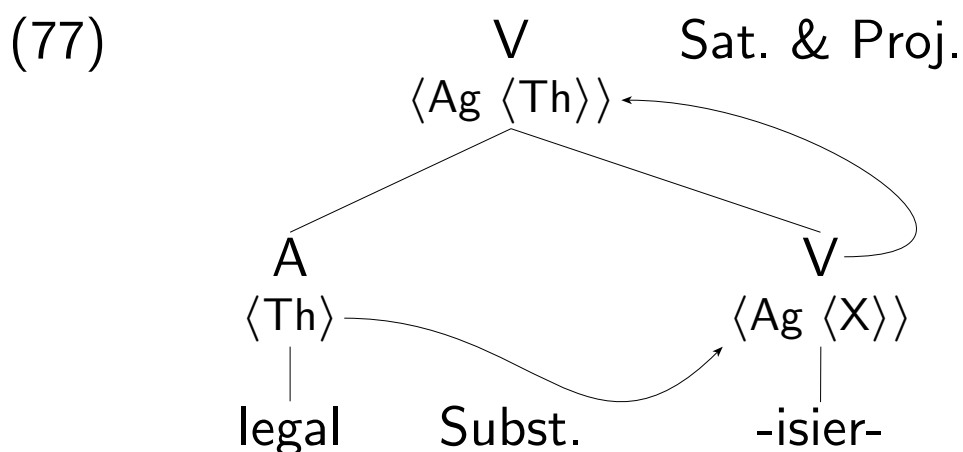 (77) V Sat. & Proj.
⟨Ag ⟨Th⟩⟩
A V
⟨Th⟩ ⟨Ag ⟨X⟩⟩
legal Subst. -isier-